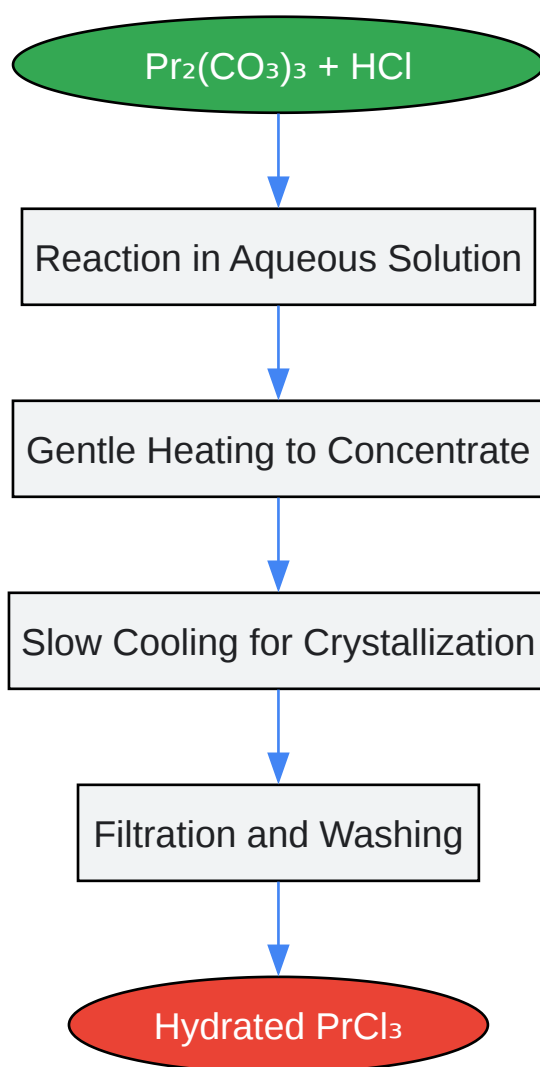 Pr₂(CO₃)₃ + HCl
Reaction in Aqueous Solution
Gentle Heating to Concentrate
Slow Cooling for Crystallization
Filtration and Washing
Hydrated PrCl₃